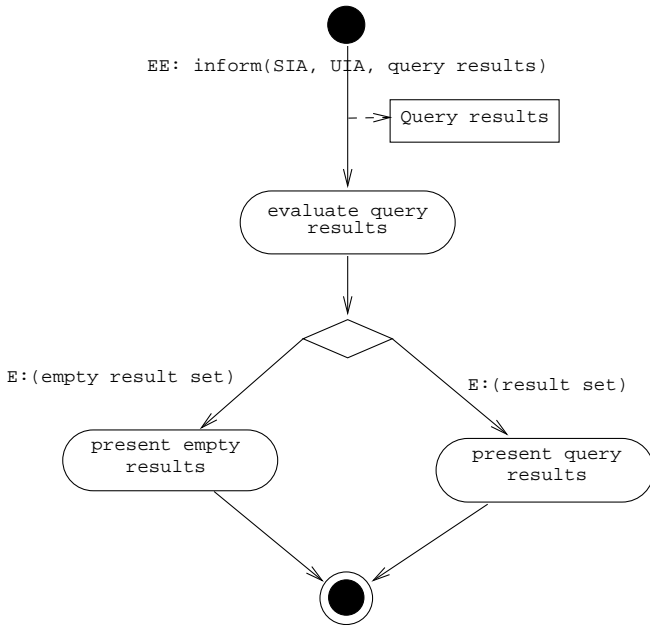 EE: inform(SIA, UIA, query results)
Query results
evaluate query
results
E:(empty result set)
E:(result set)
present empty
results
present query
results